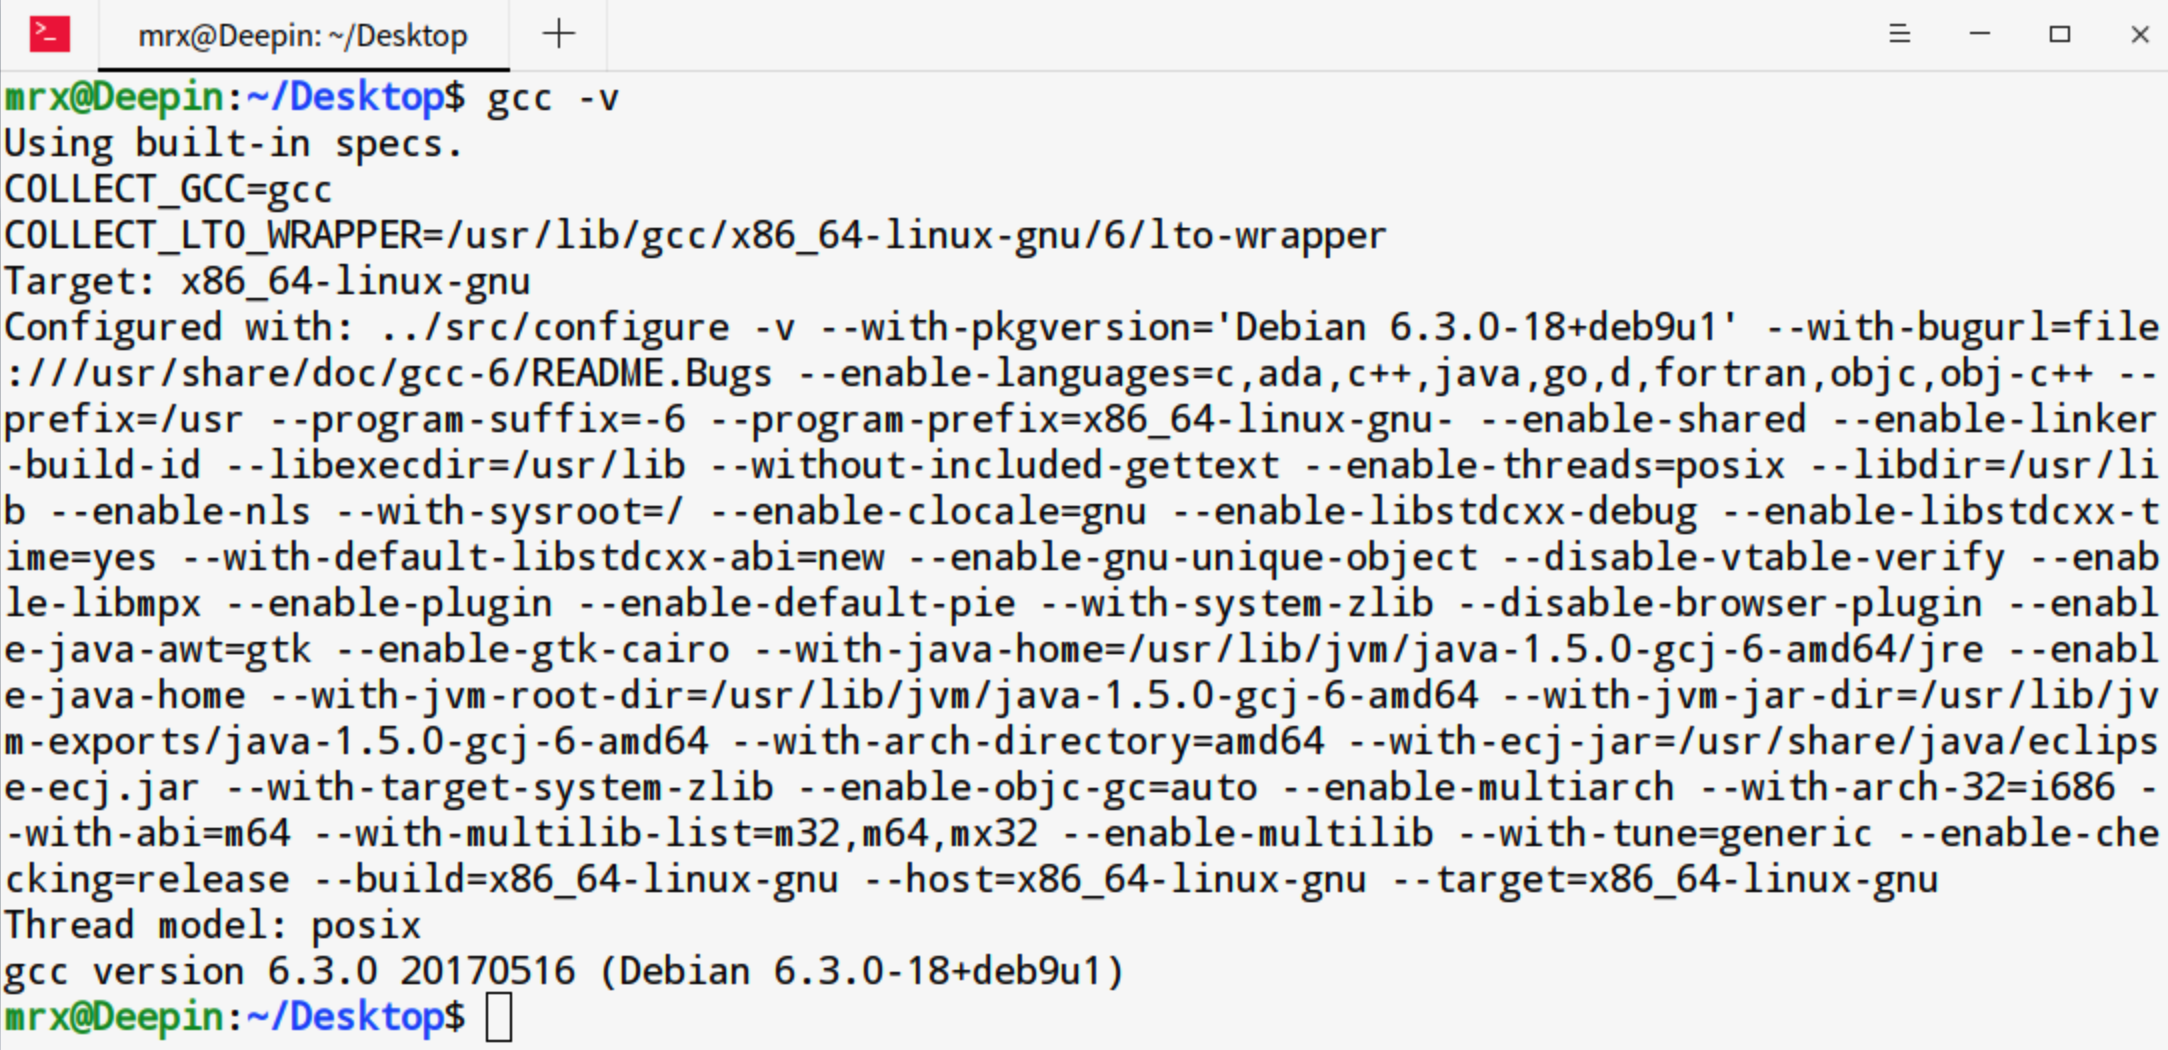 mrx@Deepin: ~/Desktop
mrx@Deepin:~/Desktop$ gcc -v
Using built-in specs.
COLLECT_GCC=gcc
COLLECT_LTO_WRAPPER=/usr/lib/gcc/x86_64-linux-gnu/6/lto-wrapper
Target: x86_64-linux-gnu
Configured with: ../src/configure -v --with-pkgversion='Debian 6.3.0-18+deb9u1' --with-bugurl=file
:///usr/share/doc/gcc-6/README.Bugs --enable-languages=c,ada,c++,java,go,d,fortran,objc,obj-c++ --
prefix=/usr --program-suffix=-6 --program-prefix=x86_64-linux-gnu- --enable-shared --enable-linker
-build-id --libexecdir=/usr/lib --without-included-gettext --enable-threads=posix --libdir=/usr/li
b --enable-nls --with-sysroot=/ --enable-clocale=gnu --enable-libstdcxx-debug --enable-libstdcxx-t
ime=yes --with-default-libstdcxx-abi=new --enable-gnu-unique-object --disable-vtable-verify --enab
le-libmpx --enable-plugin --enable-default-pie --with-system-zlib --disable-browser-plugin --enabl
e-java-awt=gtk --enable-gtk-cairo --with-java-home=/usr/lib/jvm/java-1.5.0-gcj-6-amd64/jre --enabl
e-java-home --with-jvm-root-dir=/usr/lib/jvm/java-1.5.0-gcj-6-amd64 --with-jvm-jar-dir=/usr/lib/jv
m-exports/java-1.5.0-gcj-6-amd64 --with-arch-directory=amd64 --with-ecj-jar=/usr/share/java/eclips
e-ecj.jar --with-target-system-zlib --enable-objc-gc=auto --enable-multiarch --with-arch-32=i686 -
-with-abi=m64 --with-multilib-list=m32,m64,mx32 --enable-multilib --with-tune=generic --enable-che
cking=release --build=x86_64-linux-gnu --host=x86_64-linux-gnu --target=x86_64-linux-gnu
Thread model: posix
gcc version 6.3.0 20170516 (Debian 6.3.0-18+deb9u1)
mrx@Deepin:~/Desktop$